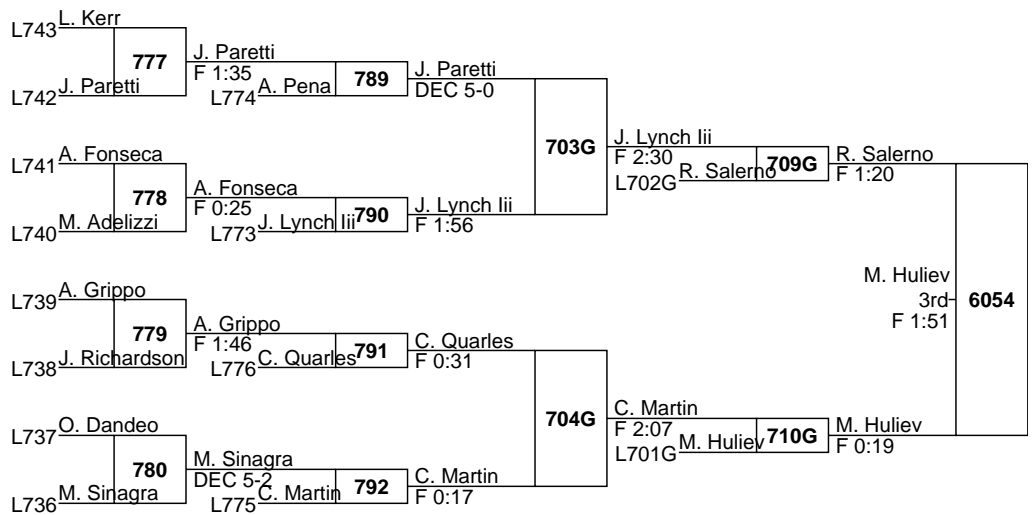 L743 L. Kerr
777
J. Paretti
F 1:35
L742 J. Paretti
L774 A. Pena
789
J. Paretti
DEC 5-0
703G
L741 A. Fonseca
778
A. Fonseca
F 0:25
L740 M. Adelizzi
L773 J. Lynch Iii
790
J. Lynch Iii
F 1:56
J. Lynch Iii
F 2:30
L702G R. Salerno
709G
R. Salerno
F 1:20
L739 A. Grippo
779
A. Grippo
F 1:46
L738 J. Richardson
L776 C. Quarles
791
C. Quarles
F 0:31
704G
L737 O. Dandeo
780
M. Sinagra
DEC 5-2
L736 M. Sinagra
L775 C. Martin
792
C. Martin
F 0:17
C. Martin
F 2:07
L701G M. Huliev
710G
M. Huliev
F 0:19
M. Huliev
3rd
F 1:51
6054